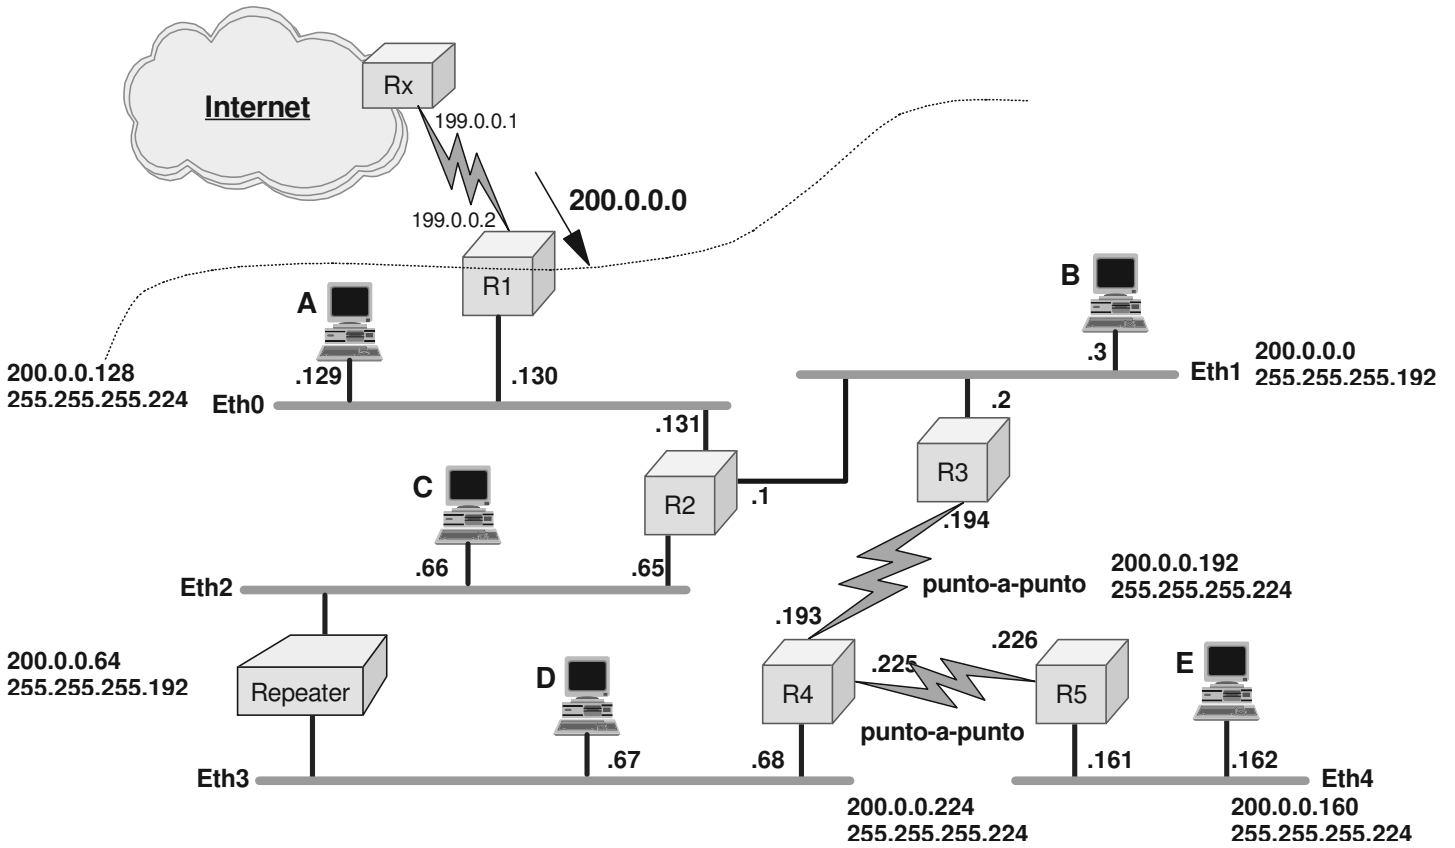 Rx
Internet
199.0.0.1
200.0.0.0
199.0.0.2
R1
A
B
.3
200.0.0.0
255.255.255.192
Eth1
200.0.0.128
255.255.255.224
.129
.130
Eth0
.2
.131
R3
C
R2
.1
.194
.66
.65
Eth2
punto-a-punto
200.0.0.192
255.255.255.224
.193
.226
200.0.0.64
255.255.255.192
Repeater
D
.225
R4
R5
E
punto-a-punto
.67
.68
.161
.162
Eth3
Eth4
200.0.0.224
255.255.255.224
200.0.0.160
255.255.255.224